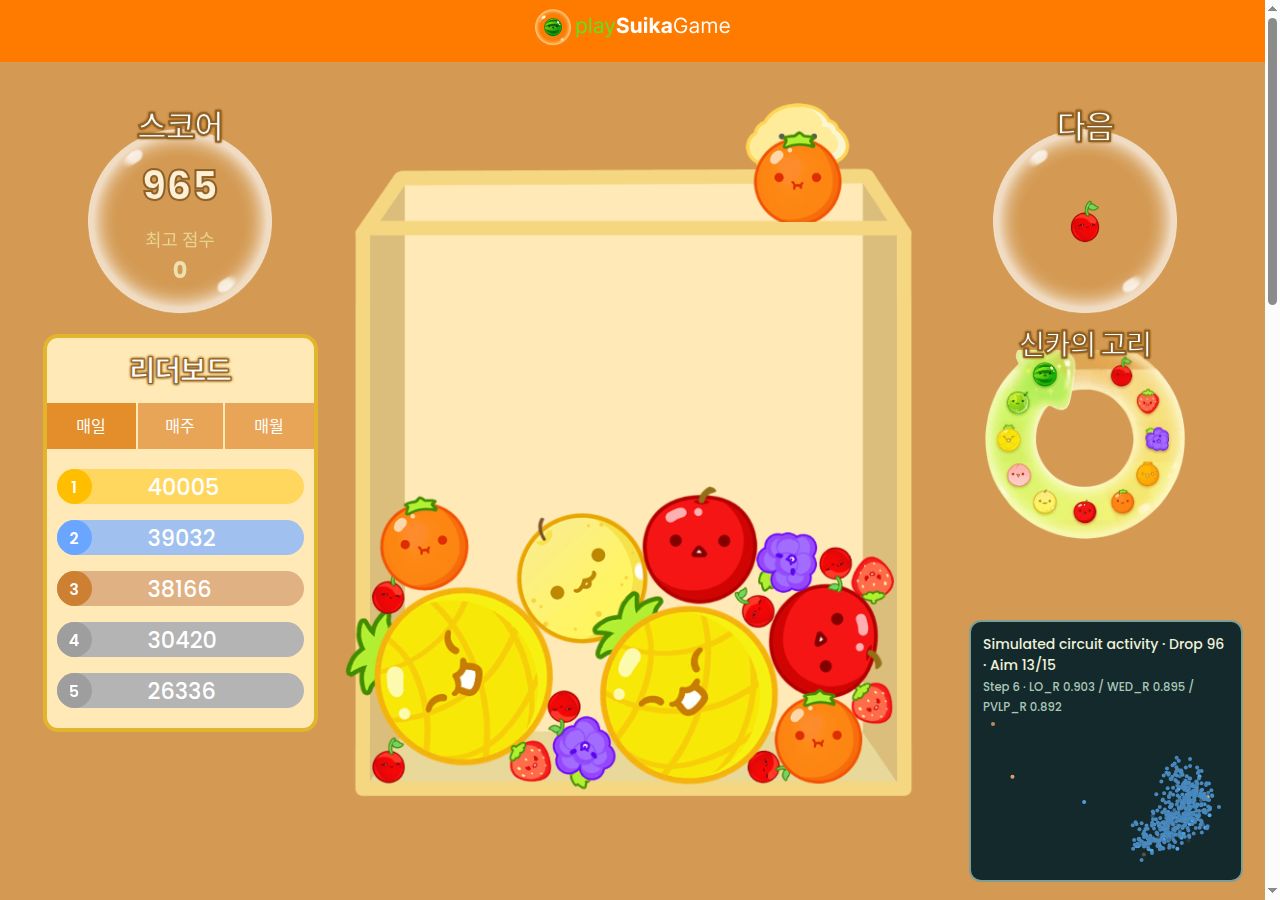 playSuikaGame
스코어
965
최고 점수
0
다음
리더보드
매일 매주 매월
1 40005
2 39032
3 38166
4 30420
5 26336
신카의 고리
Simulated circuit activity · Drop 96
· Aim 13/15
Step 6 · LO_R 0.903 / WED_R 0.895 /
PVLP_R 0.892